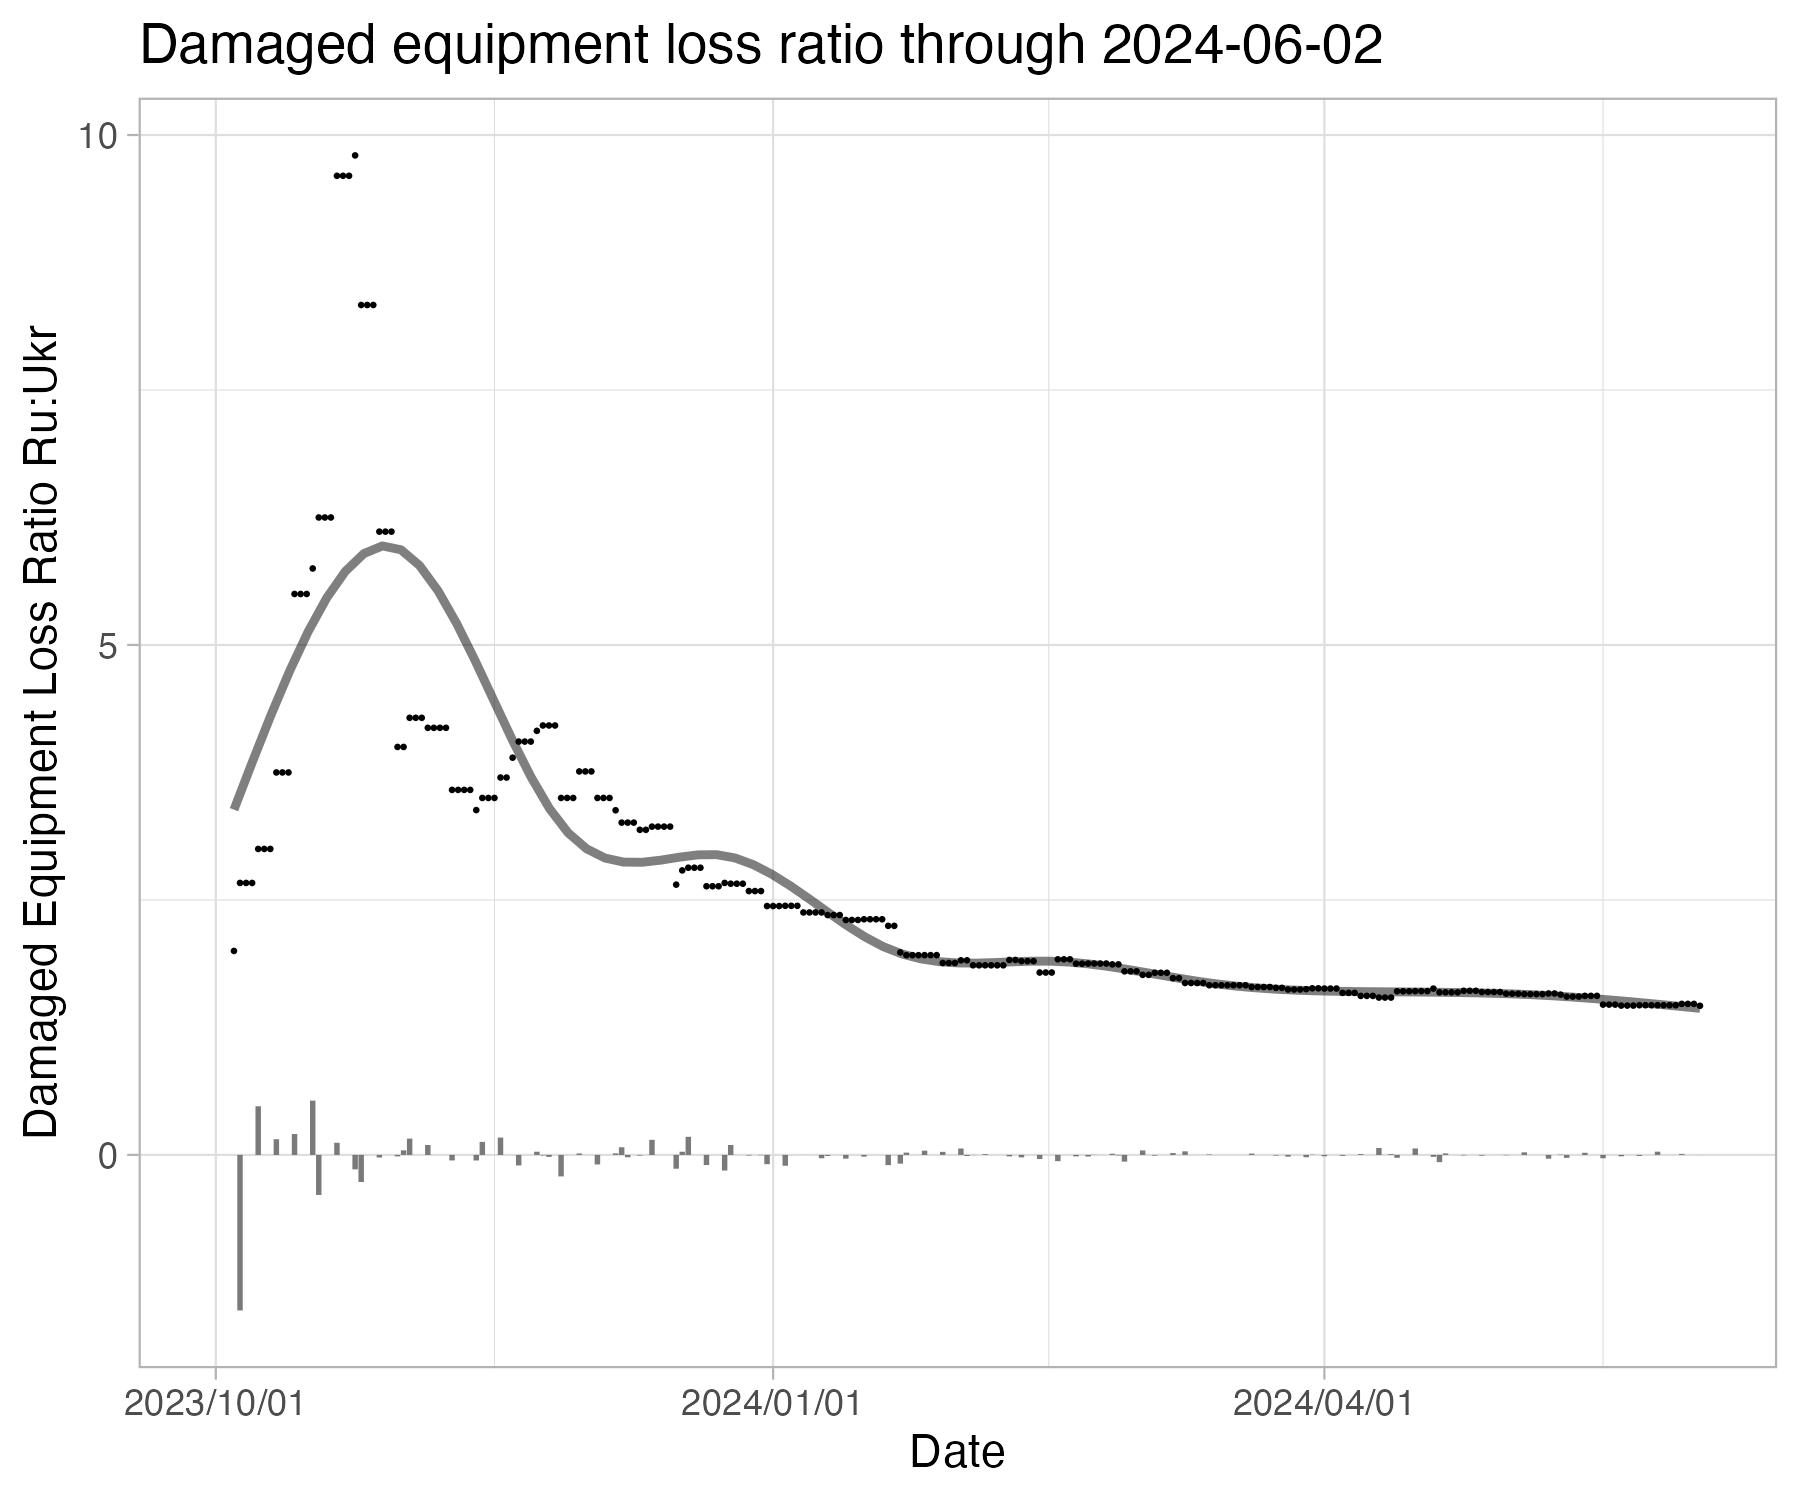 Damaged equipment loss ratio through 2024-06-02
Damaged Equipment Loss Ratio Ru:Ukr
10
5
0
2023/10/01
2024/01/01
2024/04/01
Date